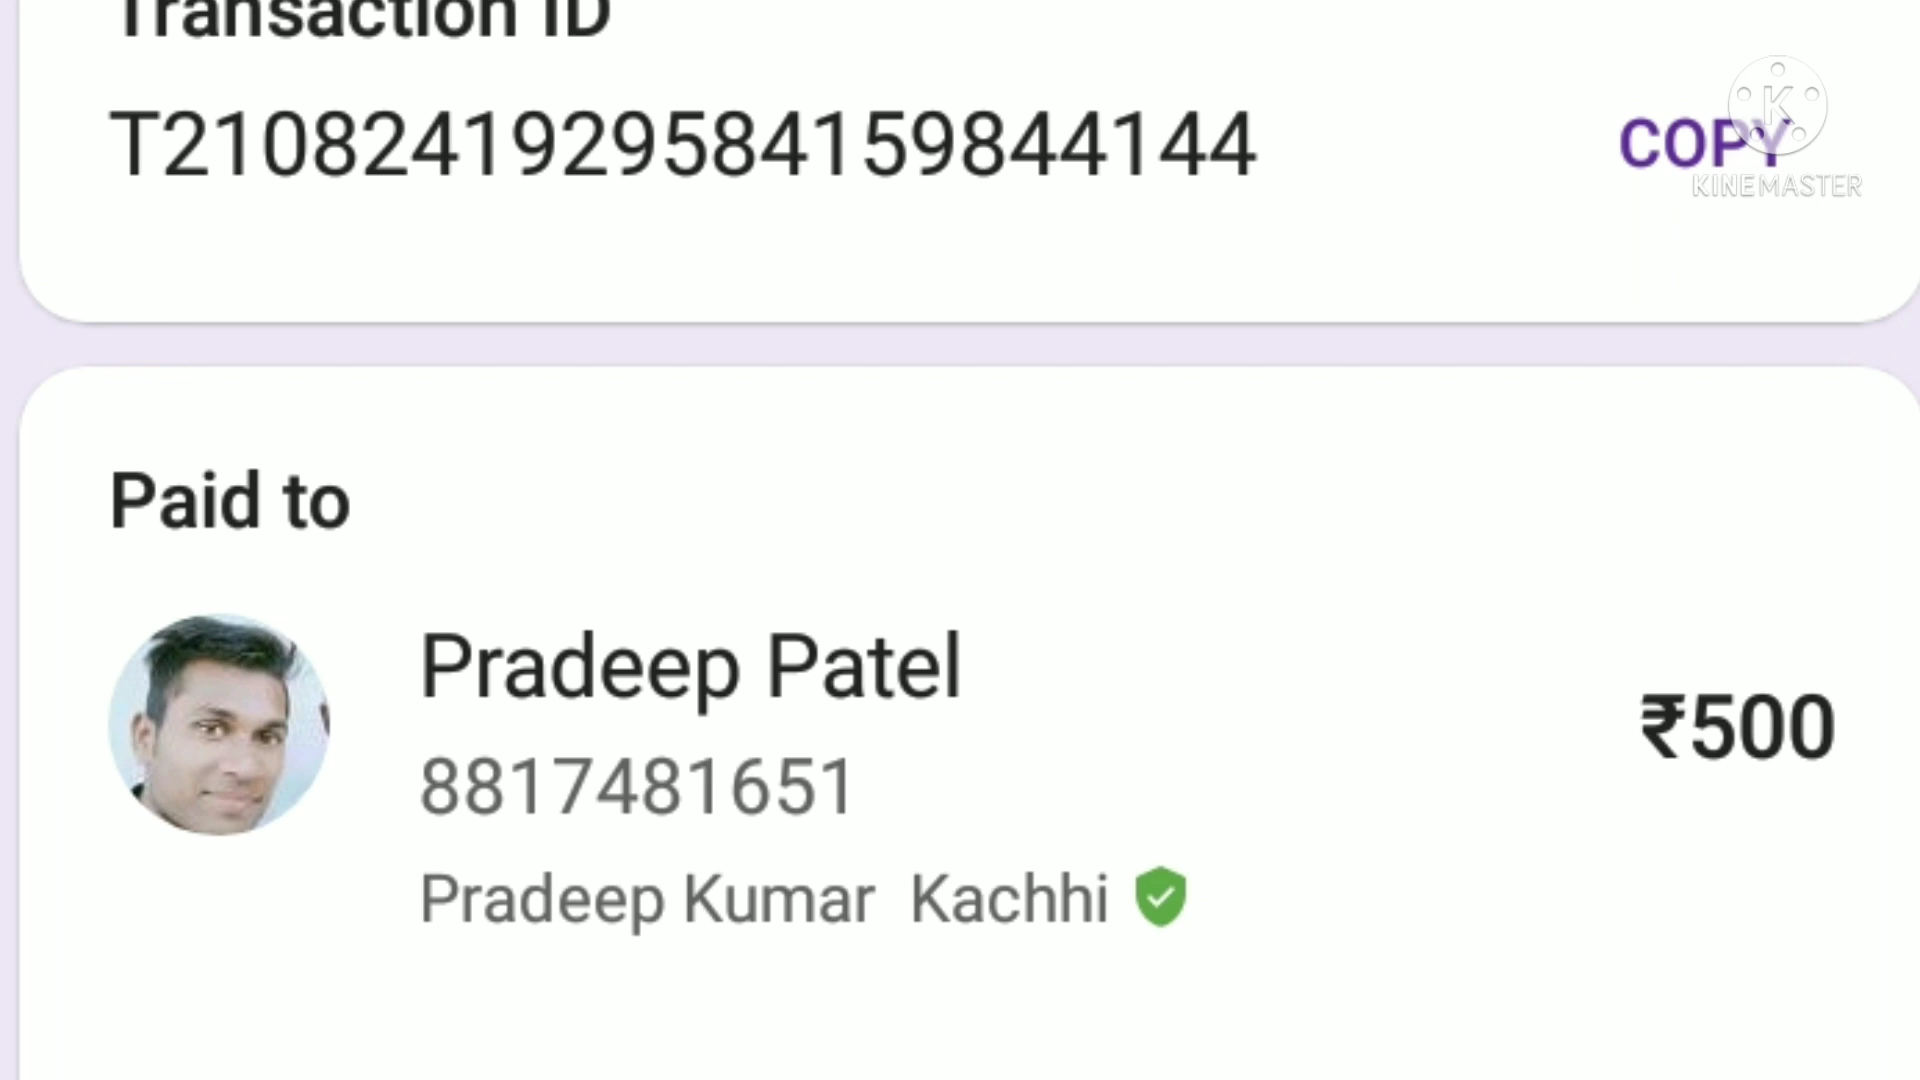 Transaction ID
T2108241929584159844144
COPY
KINEMASTER
Paid to
Pradeep Patel
8817481651
₹500
Pradeep Kumar  Kachhi